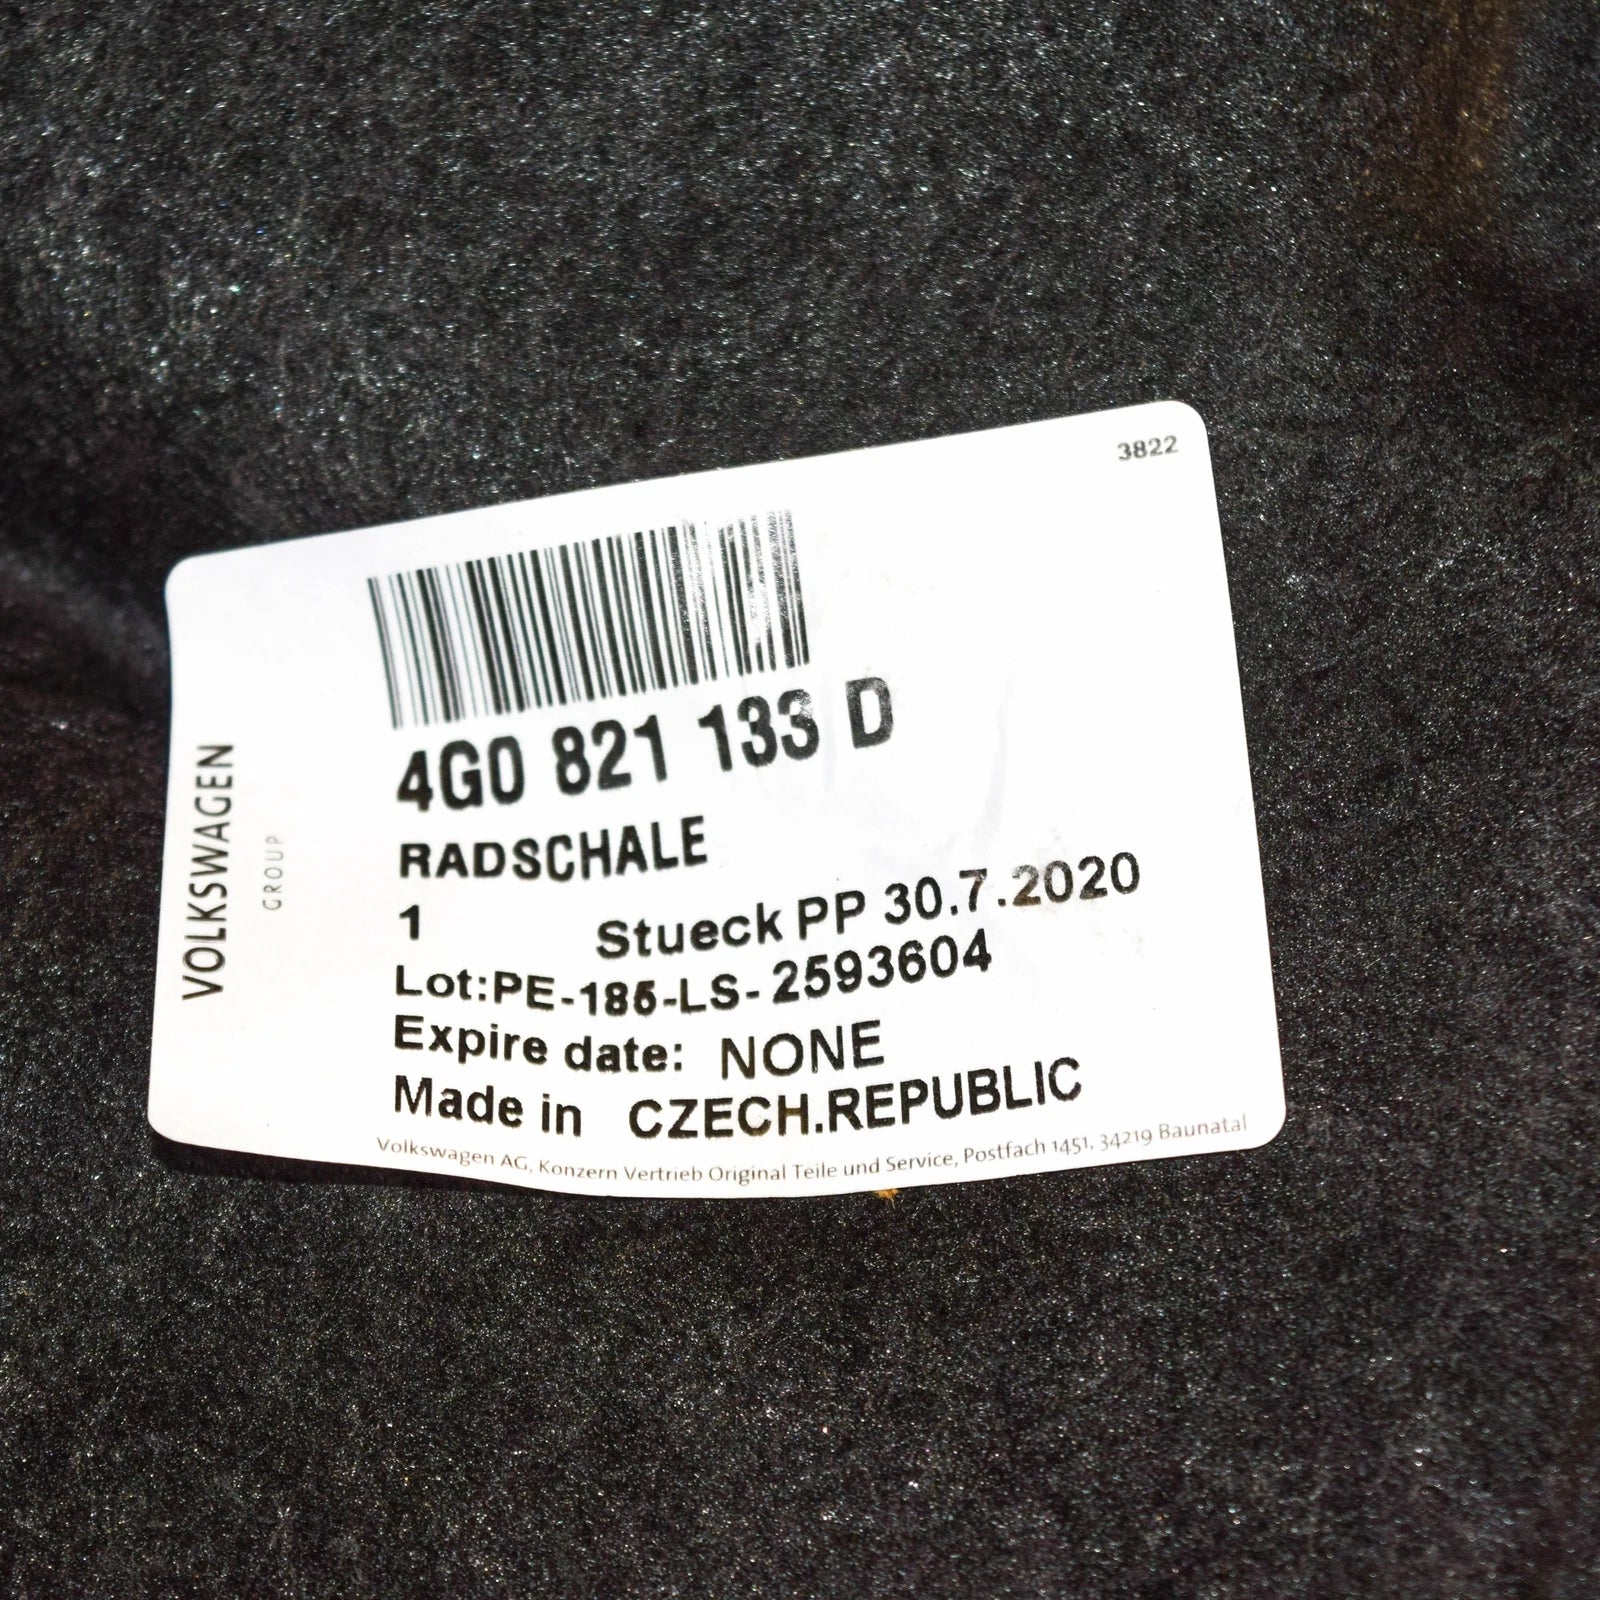 3822
VOLKSWAGEN
GROUP
4G0 821 133 D
RADSCHALE
1 Stueck PP 30.7.2020
Lot:PE-185-LS-2593604
Expire date: NONE
Made in CZECH.REPUBLIC
Volkswagen AG, Konzern Vertrieb Original Teile und Service, Postfach 1451, 34219 Baunatal